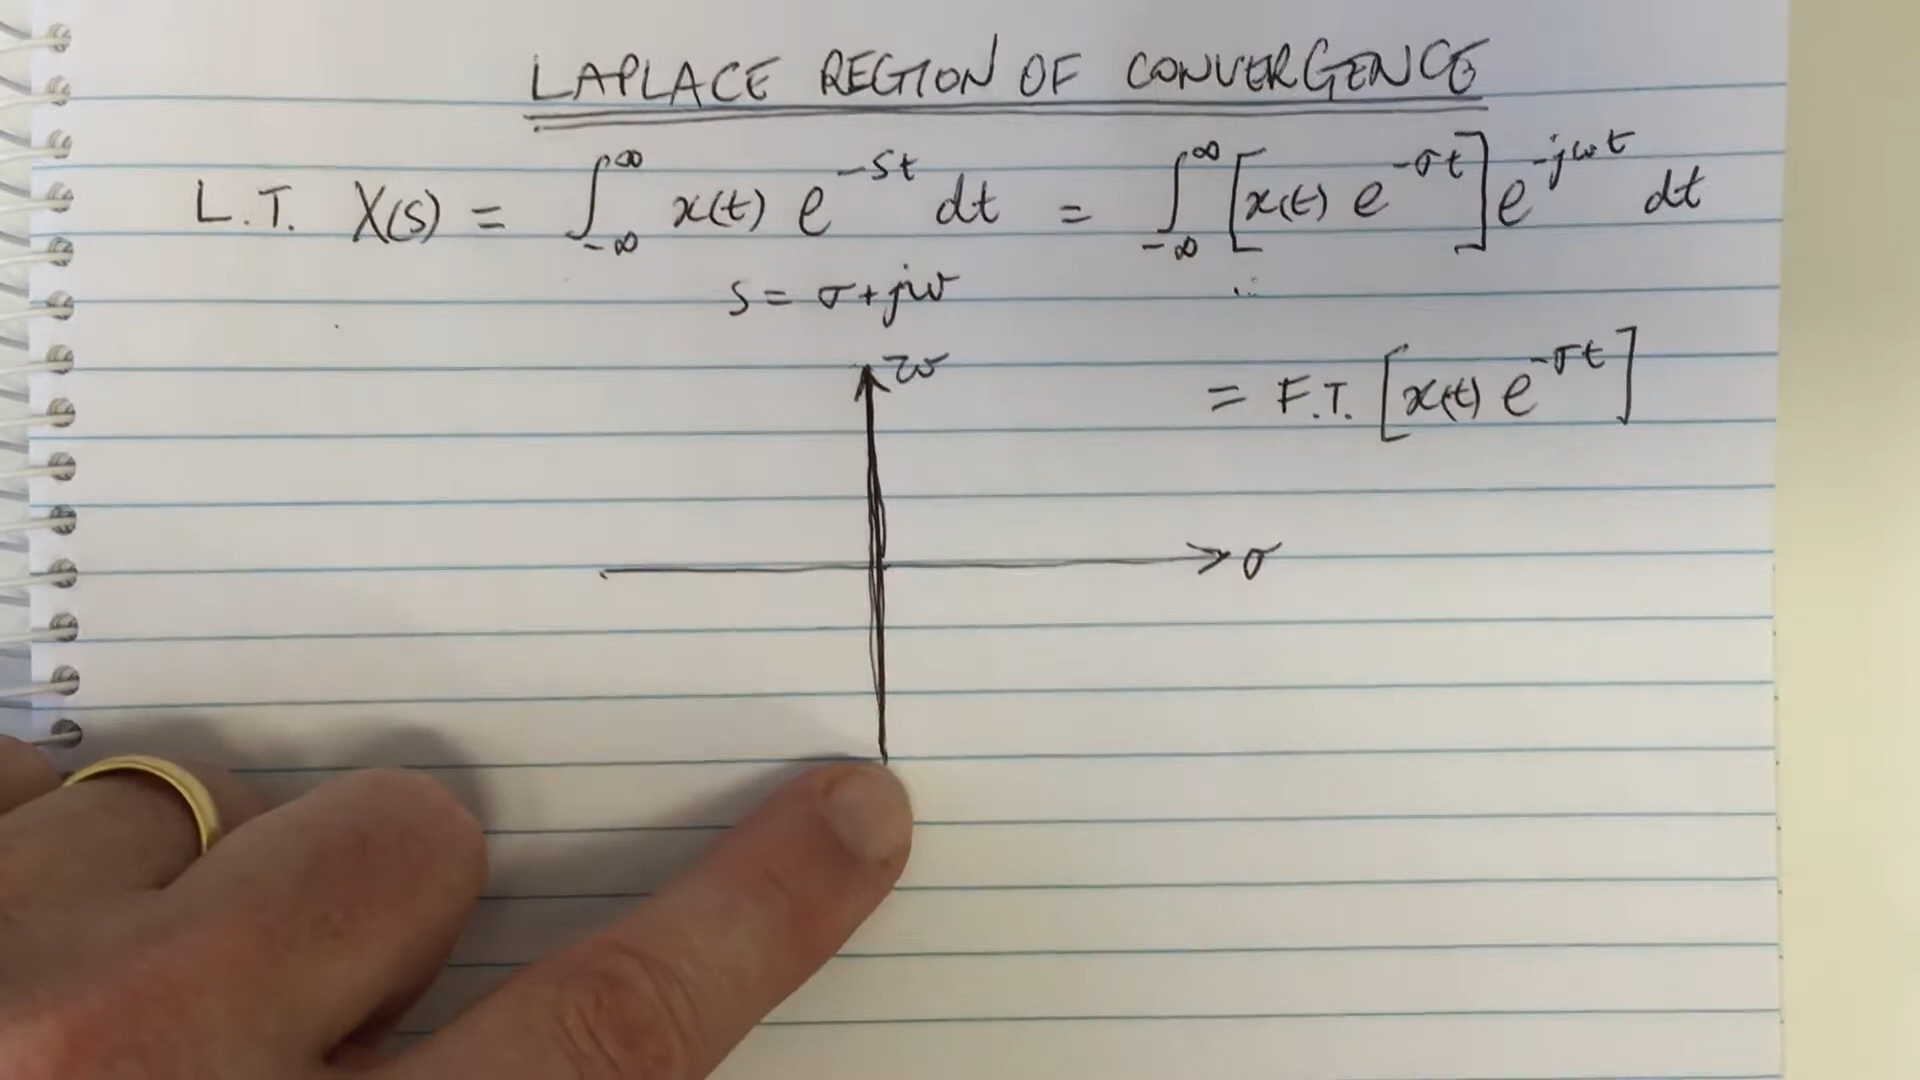 LAPLACE REGION OF CONVERGENCE
L.T. X(s) = ∫_{-∞}^{∞} x(t) e^{-st} dt = ∫_{-∞}^{∞} [x(t) e^{-σt}] e^{-jωt} dt
s = σ+jω
ω
= F.T. [x(t) e^{-σt}]
σ